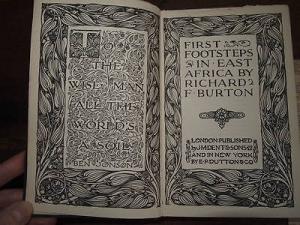 TO
THE
WISE MAN
ALL THE
WORLD'S
A SOIL
BEN JONSON
FIRST
FOOTSTEPS
IN EAST
AFRICA BY
RICHARD
F BURTON
LONDON PUBLISHED
by J.M.DENT & SONS Ltd
AND IN NEW YORK
BY E.P.DUTTON & CO